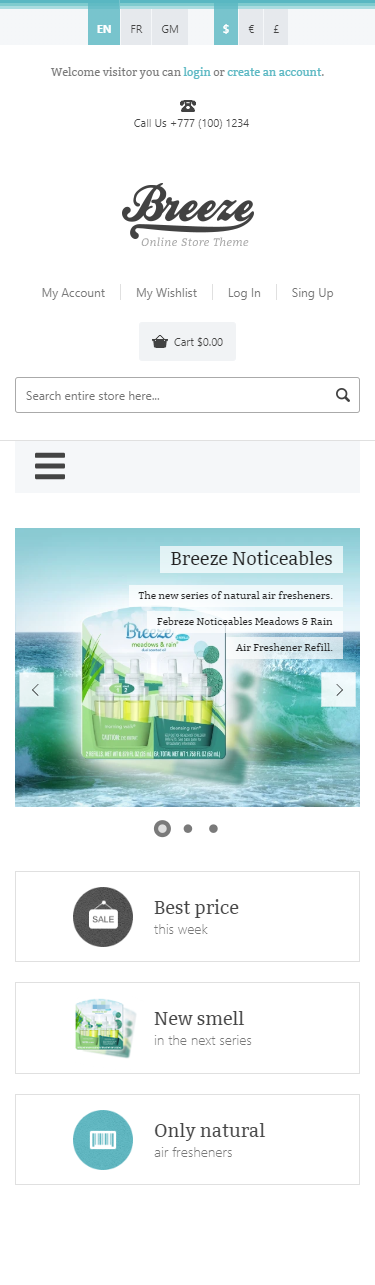 EN FR GM $ € £
Welcome visitor you can login or create an account.
Call Us +777 (100) 1234
Breeze
Online Store Theme
My Account My Wishlist Log In Sing Up
Cart $0.00
Search entire store here...
Breeze Noticeables
The new series of natural air fresheners.
Febreze Noticeables Meadows & Rain
Air Freshener Refill.
Breeze
meadows & rain
SALE
Best price
this week
New smell
in the next series
Only natural
air fresheners